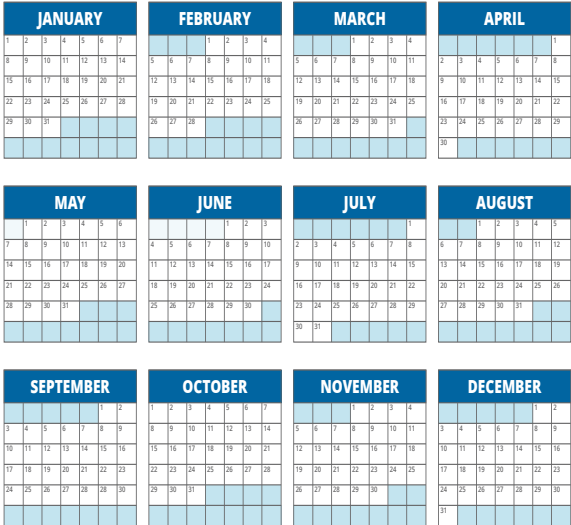 JANUARY
1 2 3 4 5 6 7
8 9 10 11 12 13 14
15 16 17 18 19 20 21
22 23 24 25 26 27 28
29 30 31
FEBRUARY
1 2 3 4
5 6 7 8 9 10 11
12 13 14 15 16 17 18
19 20 21 22 23 24 25
26 27 28
MARCH
1 2 3 4
5 6 7 8 9 10 11
12 13 14 15 16 17 18
19 20 21 22 23 24 25
26 27 28 29 30 31
APRIL
1
2 3 4 5 6 7 8
9 10 11 12 13 14 15
16 17 18 19 20 21 22
23 24 25 26 27 28 29
30
MAY
1 2 3 4 5 6
7 8 9 10 11 12 13
14 15 16 17 18 19 20
21 22 23 24 25 26 27
28 29 30 31
JUNE
1 2 3
4 5 6 7 8 9 10
11 12 13 14 15 16 17
18 19 20 21 22 23 24
25 26 27 28 29 30
JULY
1
2 3 4 5 6 7 8
9 10 11 12 13 14 15
16 17 18 19 20 21 22
23 24 25 26 27 28 29
30 31
AUGUST
1 2 3 4 5
6 7 8 9 10 11 12
13 14 15 16 17 18 19
20 21 22 23 24 25 26
27 28 29 30 31
SEPTEMBER
1 2
3 4 5 6 7 8 9
10 11 12 13 14 15 16
17 18 19 20 21 22 23
24 25 26 27 28 29 30
OCTOBER
1 2 3 4 5 6 7
8 9 10 11 12 13 14
15 16 17 18 19 20 21
22 23 24 25 26 27 28
29 30 31
NOVEMBER
1 2 3 4
5 6 7 8 9 10 11
12 13 14 15 16 17 18
19 20 21 22 23 24 25
26 27 28 29 30
DECEMBER
1 2
3 4 5 6 7 8 9
10 11 12 13 14 15 16
17 18 19 20 21 22 23
24 25 26 27 28 29 30
31